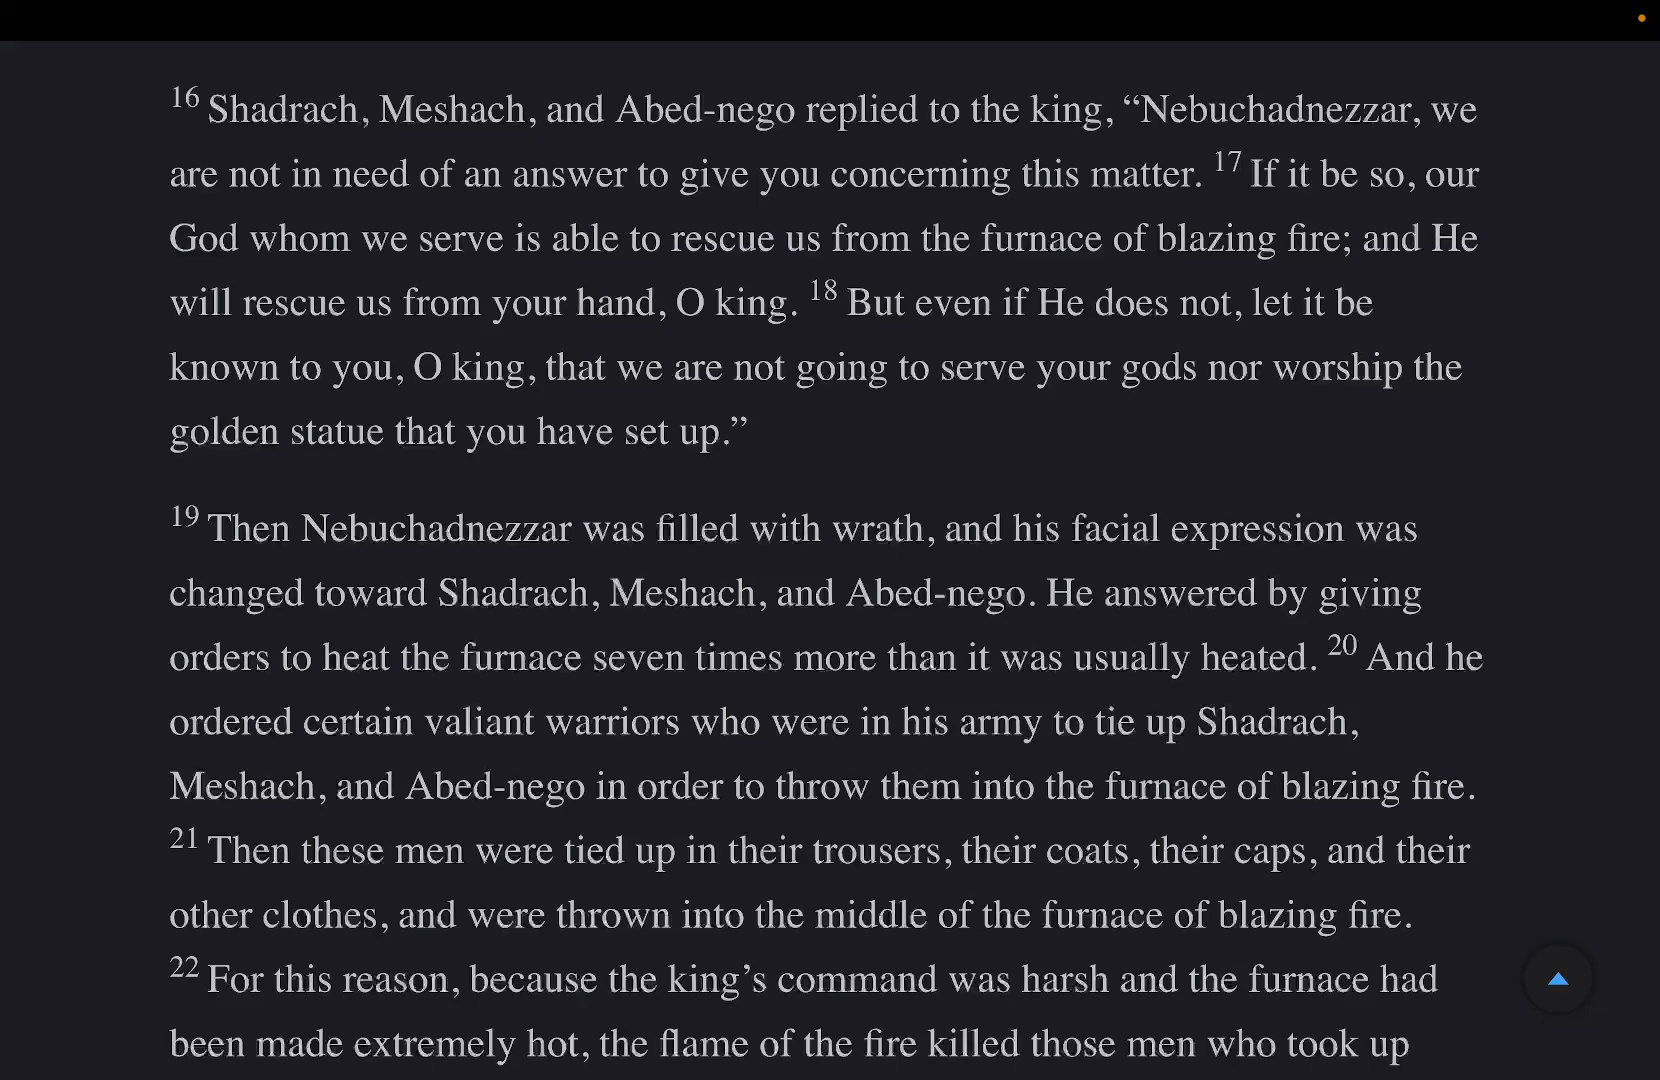 16 Shadrach, Meshach, and Abed-nego replied to the king, “Nebuchadnezzar, we
are not in need of an answer to give you concerning this matter. 17 If it be so, our
God whom we serve is able to rescue us from the furnace of blazing fire; and He
will rescue us from your hand, O king. 18 But even if He does not, let it be
known to you, O king, that we are not going to serve your gods nor worship the
golden statue that you have set up.”
19 Then Nebuchadnezzar was filled with wrath, and his facial expression was
changed toward Shadrach, Meshach, and Abed-nego. He answered by giving
orders to heat the furnace seven times more than it was usually heated. 20 And he
ordered certain valiant warriors who were in his army to tie up Shadrach,
Meshach, and Abed-nego in order to throw them into the furnace of blazing fire.
21 Then these men were tied up in their trousers, their coats, their caps, and their
other clothes, and were thrown into the middle of the furnace of blazing fire.
22 For this reason, because the king’s command was harsh and the furnace had
been made extremely hot, the flame of the fire killed those men who took up